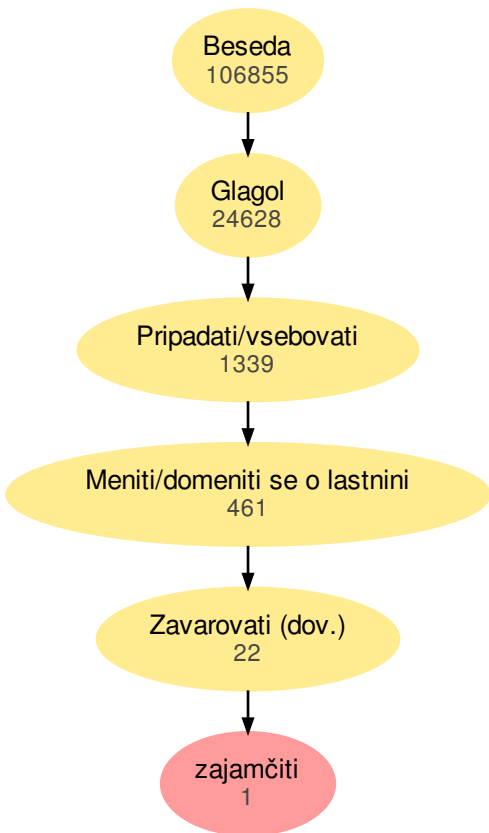 Beseda
106855
Glagol
24628
Pripadati/vsebovati
1339
Meniti/domeniti se o lastnini
461
Zavarovati (dov.)
22
zajamčiti
1